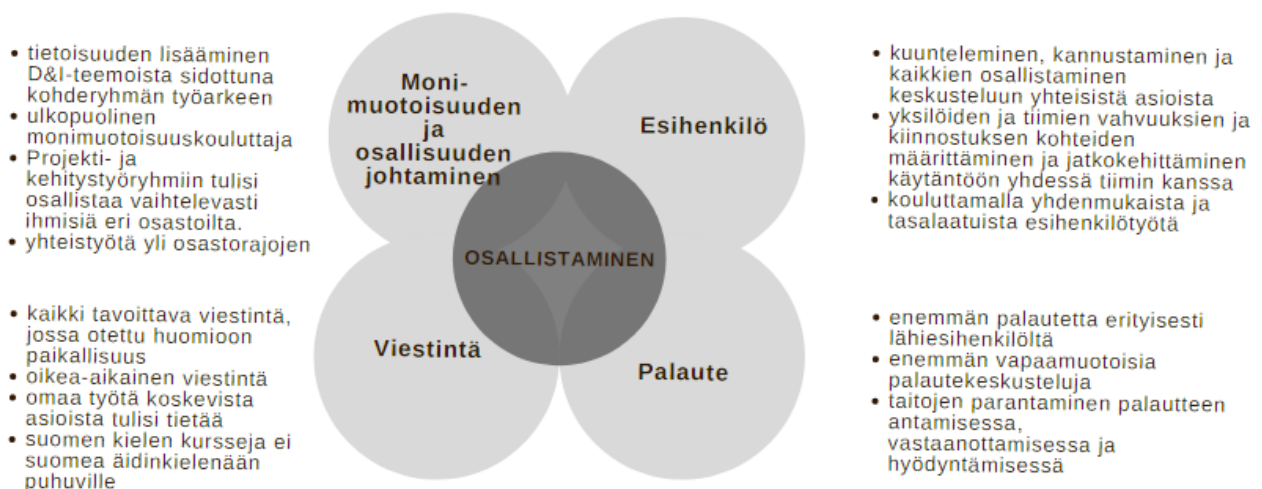 • tietoisuuden lisääminen
D&I-teemoista sidottuna
kohderyhmän työarkeen
• ulkopuolinen
monimuotoisuuskouluttaja
• Projekti- ja
kehitystyöryhmiin tulisi
osallistaa vaihtelevasti
ihmisiä eri osastoilta.
• yhteistyötä yli osastorajojen
Moni-
muotoisuuden
ja
osallisuuden
johtaminen
Esihenkilö
• kuunteleminen, kannustaminen ja
kaikkien osallistaminen
keskusteluun yhteisistä asioista
• yksilöiden ja tiimien vahvuuksien ja
kiinnostuksen kohteiden
määrittäminen ja jatkokehittäminen
käytäntöön yhdessä tiimin kanssa
• kouluttamalla yhdenmukaista ja
tasalaatuista esihenkilötyötä
OSALLISTAMINEN
• kaikki tavoittava viestintä,
jossa otettu huomioon
paikallisuus
• oikea-aikainen viestintä
• omaa työtä koskevista
asioista tulisi tietää
• suomen kielen kursseja ei
suomea äidinkielenään
puhuville
Viestintä
Palaute
• enemmän palautetta erityisesti
lähiesihenkilöltä
• enemmän vapaamuotoisia
palautekeskusteluja
• taitojen parantaminen palautteen
antamisessa,
vastaanottamisessa ja
hyödyntämisessä